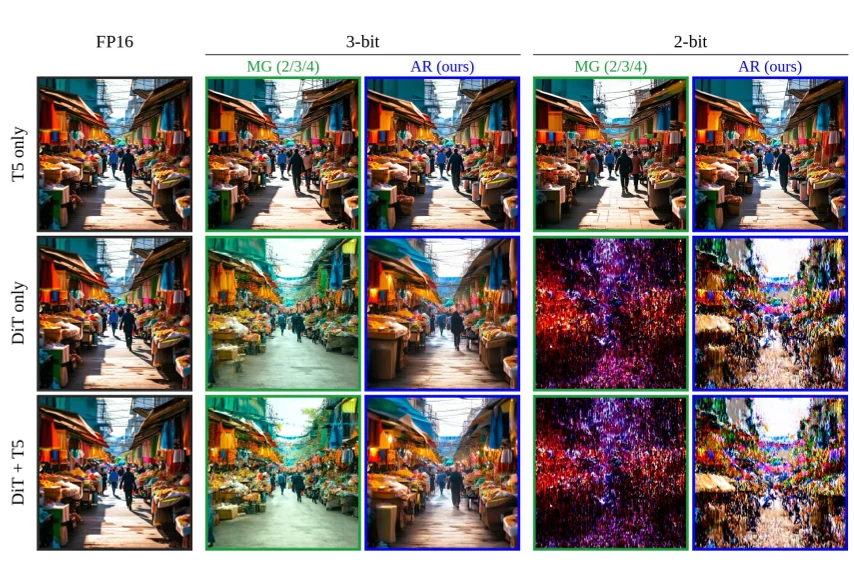 FP16
3-bit
2-bit
MG (2/3/4)
AR (ours)
MG (2/3/4)
AR (ours)
T5 only
DiT only
DiT + T5